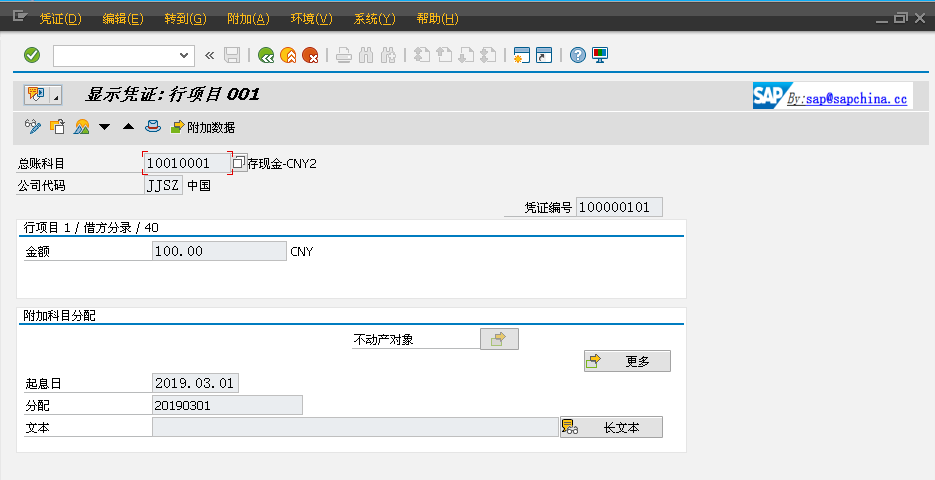 凭证(D) 编辑(E) 转到(G) 附加(A) 环境(V) 系统(Y) 帮助(H)
显示凭证:行项目 001
SAP By:sap@sapchina.cc
附加数据
总账科目 10010001 存现金-CNY2
公司代码 JJSZ 中国
凭证编号 100000101
行项目 1 / 借方分录 / 40
金额 100.00 CNY
附加科目分配
不动产对象
更多
起息日 2019.03.01
分配 20190301
文本 长文本